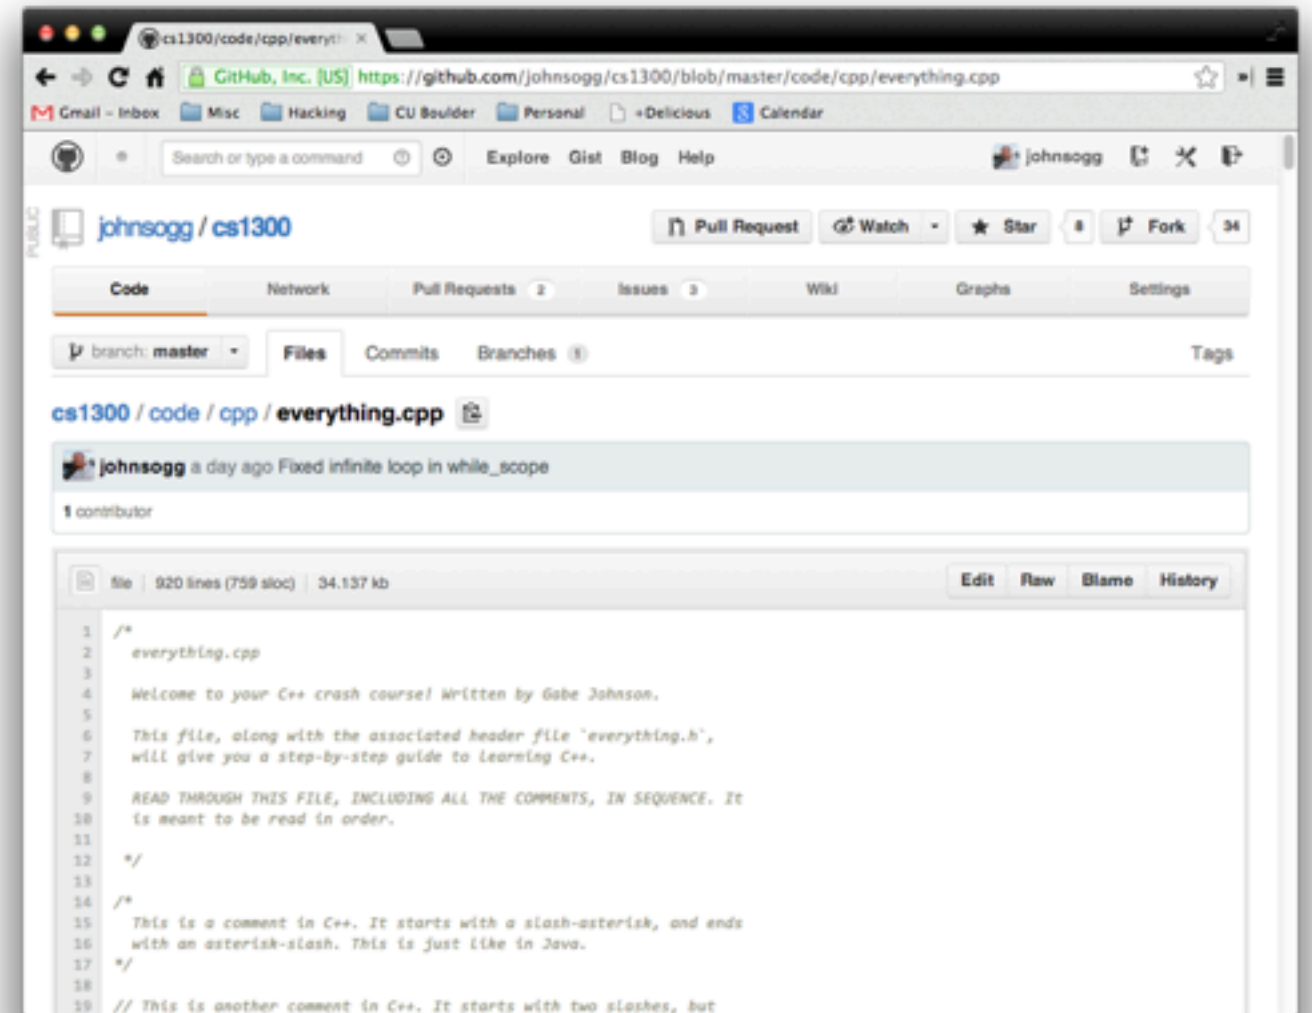 cs1300/code/cpp/everyth
GitHub, Inc. [US] https://github.com/johnsogg/cs1300/blob/master/code/cpp/everything.cpp
Gmail - Inbox Misc Hacking CU Boulder Personal +Delicious Calendar
Search or type a command Explore Gist Blog Help johnsogg
PUBLIC
johnsogg / cs1300 Pull Request Watch Star 8 Fork 34
Code Network Pull Requests 2 Issues 3 Wiki Graphs Settings
branch: master Files Commits Branches 1 Tags
cs1300 / code / cpp / everything.cpp
johnsogg a day ago Fixed infinite loop in while_scope
1 contributor
file 920 lines (759 sloc) 34.137 kb Edit Raw Blame History
1 /*
2 everything.cpp
3
4 Welcome to your C++ crash course! Written by Gabe Johnson.
5
6 This file, along with the associated header file `everything.h`,
7 will give you a step-by-step guide to learning C++.
8
9 READ THROUGH THIS FILE, INCLUDING ALL THE COMMENTS, IN SEQUENCE. It
10 is meant to be read in order.
11
12 */
13
14 /*
15 This is a comment in C++. It starts with a slash-asterisk, and ends
16 with an asterisk-slash. This is just like in Java.
17 */
18
19 // This is another comment in C++. It starts with two slashes, but